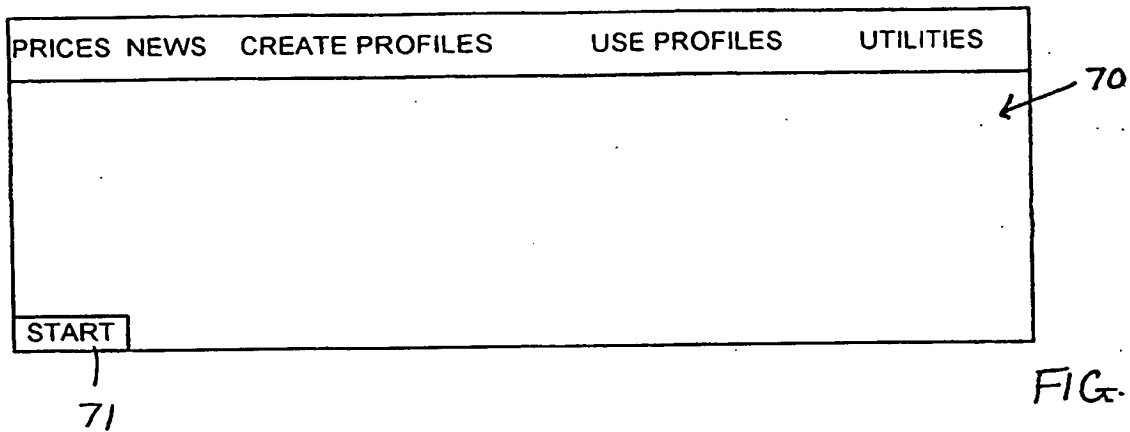 PRICES NEWS CREATE PROFILES USE PROFILES UTILITIES
70
START
71
FIG.